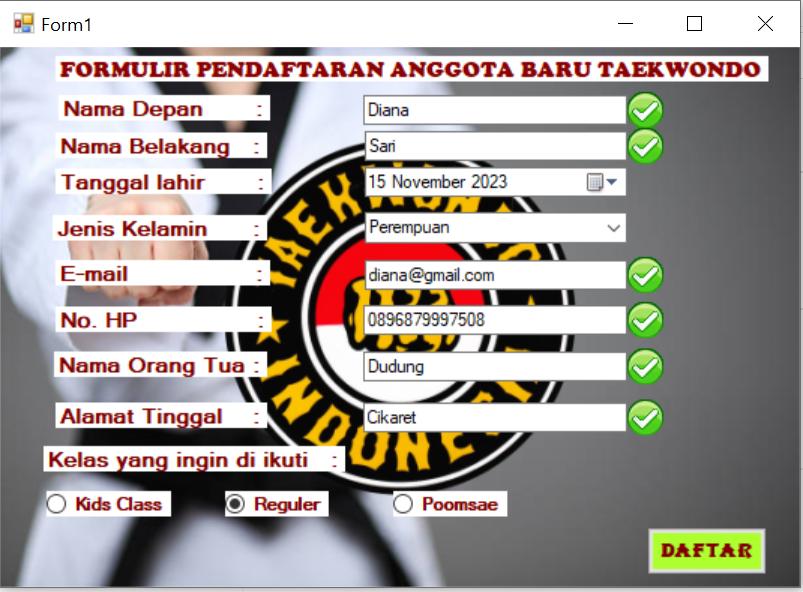 Form1
FORMULIR PENDAFTARAN ANGGOTA BARU TAEKWONDO
Nama Depan : Diana
Nama Belakang : Sari
Tanggal lahir : 15 November 2023
Jenis Kelamin : Perempuan
E-mail : diana@gmail.com
No. HP : 0896879997508
Nama Orang Tua : Dudung
Alamat Tinggal : Cikaret
Kelas yang ingin di ikuti :
Kids Class Reguler Poomsae
DAFTAR
TAEKWONDO
INDONESIA